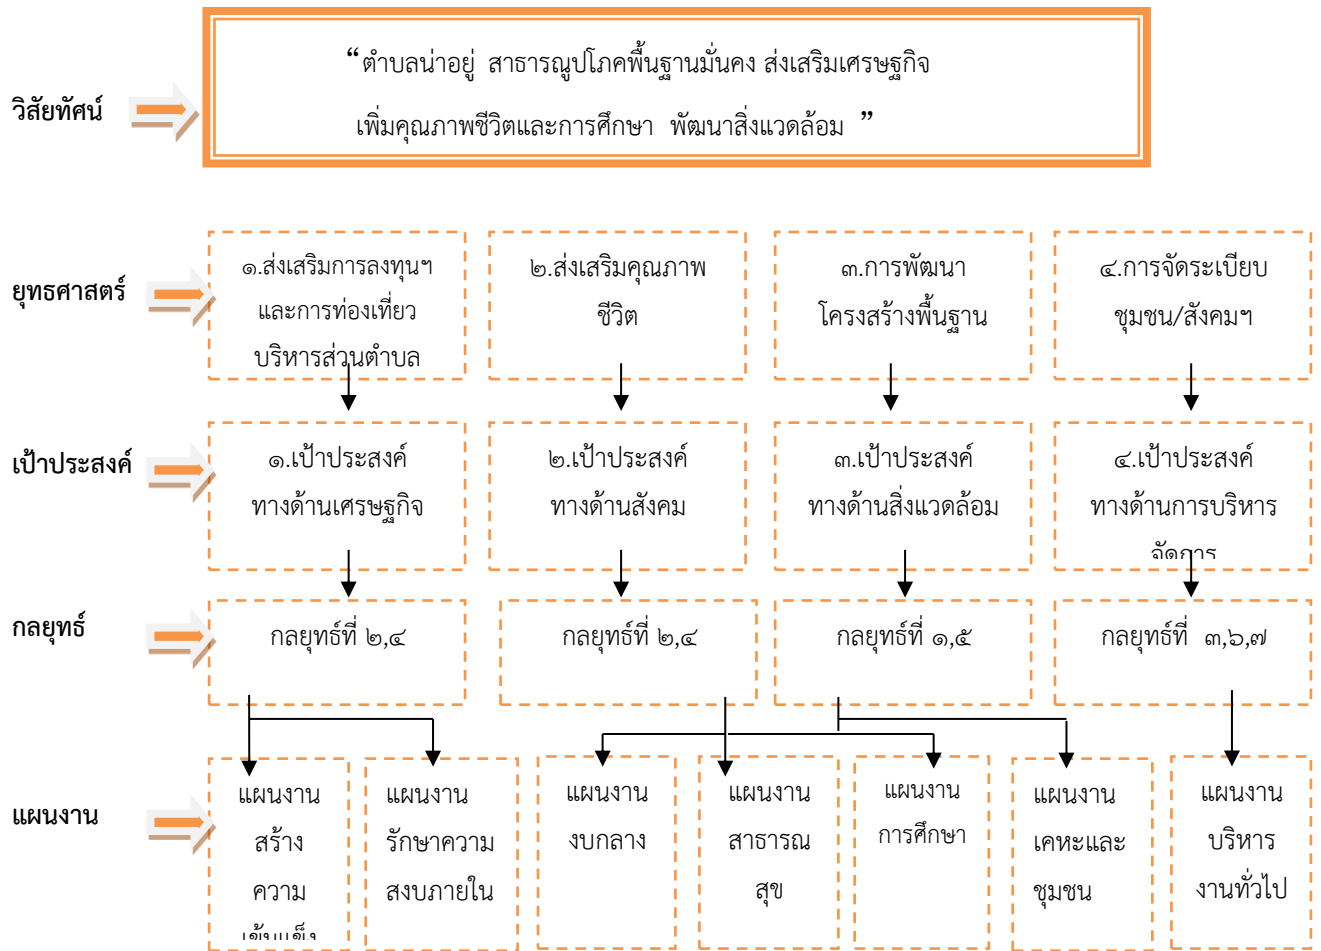 วิสัยทัศน์
“ตำบลน่าอยู่ สาธารณูปโภคพื้นฐานมั่นคง ส่งเสริมเศรษฐกิจ
เพิ่มคุณภาพชีวิตและการศึกษา พัฒนาสิ่งแวดล้อม ”
ยุทธศาสตร์
๑.ส่งเสริมการลงทุนฯ
และการท่องเที่ยว
บริหารส่วนตำบล
๒.ส่งเสริมคุณภาพ
ชีวิต
๓.การพัฒนา
โครงสร้างพื้นฐาน
๔.การจัดระเบียบ
ชุมชน/สังคมฯ
เป้าประสงค์
๑.เป้าประสงค์
ทางด้านเศรษฐกิจ
๒.เป้าประสงค์
ทางด้านสังคม
๓.เป้าประสงค์
ทางด้านสิ่งแวดล้อม
๔.เป้าประสงค์
ทางด้านการบริหาร
จัดการ
กลยุทธ์
กลยุทธ์ที่ ๒,๔
กลยุทธ์ที่ ๒,๔
กลยุทธ์ที่ ๑,๕
กลยุทธ์ที่ ๓,๖,๗
แผนงาน
แผนงาน
สร้าง
ความ
เข้มแข็ง
แผนงาน
รักษาความ
สงบภายใน
แผนงาน
งบกลาง
แผนงาน
สาธารณ
สุข
แผนงาน
การศึกษา
แผนงาน
เคหะและ
ชุมชน
แผนงาน
บริหาร
งานทั่วไป